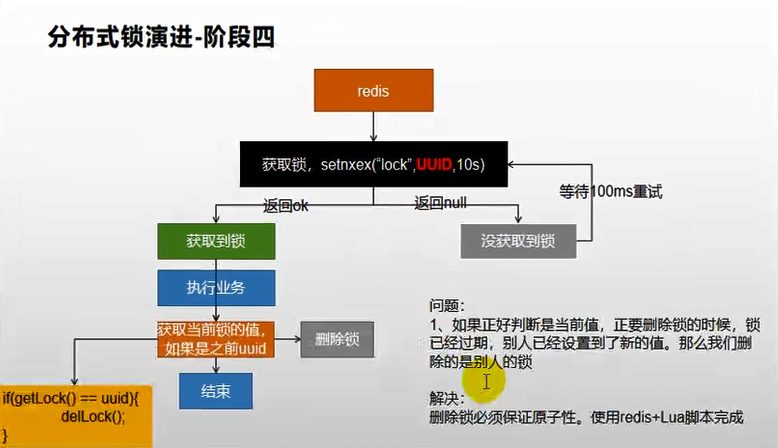 分布式锁演进-阶段四
redis
获取锁，setnxex(“lock”,UUID,10s)
等待100ms重试
返回ok
返回null
获取到锁
没获取到锁
执行业务
获取当前锁的值，
如果是之前uuid
删除锁
结束
if(getLock() == uuid){
delLock();
}
问题：
1、如果正好判断是当前值，正要删除锁的时候，锁
已经过期，别人已经设置到了新的值。那么我们删
除的是别人的锁
解决：
删除锁必须保证原子性。使用redis+Lua脚本完成